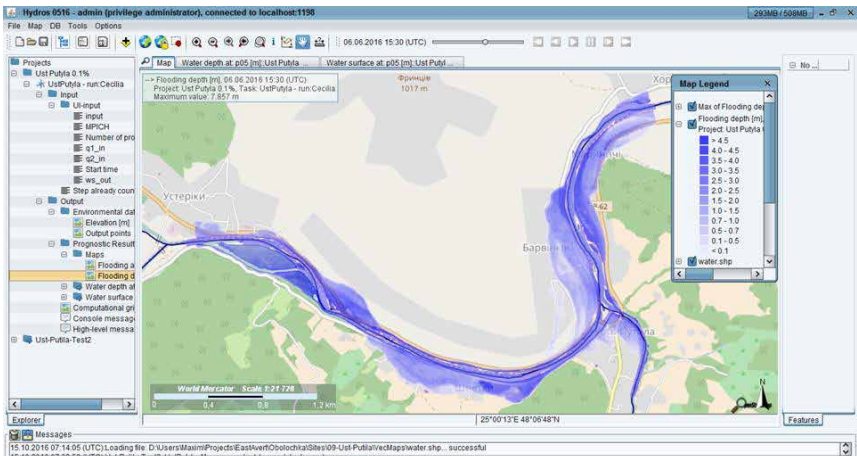 Hydros 0516 - admin (privilege administrator), connected to localhost:1198
293MB / 508MB
File Map DB Tools Options
06.06.2016 15:30 (UTC)
Projects
Ust Putyla 0.1%
UstPutyla - run:Cecilia
Input
UI-input
input
MPICH
Number of pro
q1_in
q2_in
Start time
ws_out
Step already coun
Output
Environmental dat
Elevation [m]
Output points
Prognostic Result
Maps
Flooding a
Flooding d
Water depth at
Water surface
Computational gri
Console messag
High-level messa
Ust-Putila-Test2
Explorer
Map
Water depth at: p05 [m]::Ust Putyla ...
Water surface at: p05 [m]::Ust Putyl ...
--> Flooding depth [m], 06.06.2016 15:30 (UTC)
Project: Ust Putyla 0.1%, Task: UstPutyla - run:Cecilia
Maximum value: 7.857 m
Фринців
1017 m.
Хор
Устеріки
Барвінк
62
World Mercator Scale 1:21 728
0 0,4 0,8 1,2 km
N
25°00'13"E 48°06'48"N
Map Legend
Max of Flooding dep
Flooding depth [m],
Project: Ust Putyla 0
> 4.5
4.0 - 4.5
3.5 - 4.0
3.0 - 3.5
2.5 - 3.0
2.0 - 2.5
1.5 - 2.0
1.0 - 1.5
0.7 - 1.0
0.5 - 0.7
0.1 - 0.5
< 0.1
water.shp
No ...
Features
Messages
15.10.2016 07:14:05 (UTC):Loading file: D:\Users\Maxim\Projects\EastAvert\Obolochka\Sites\09-Ust-Putila\VecMaps\water.shp... successful